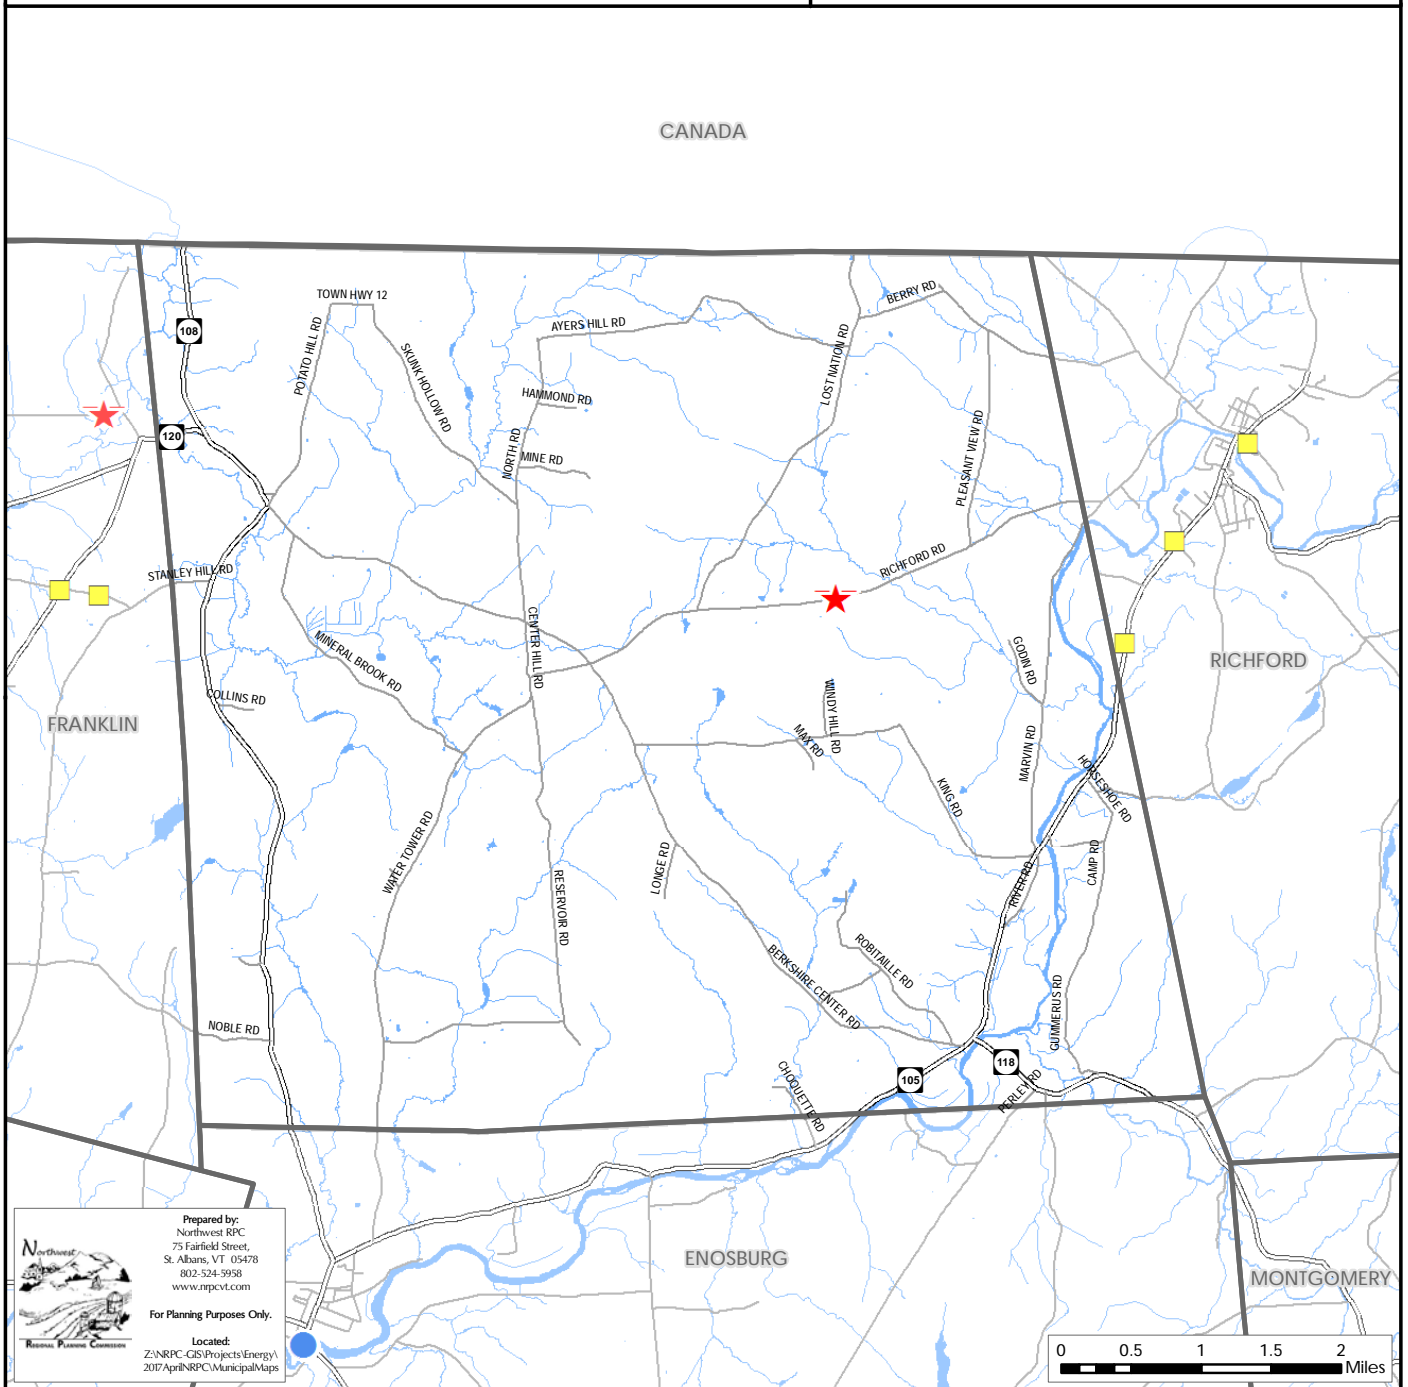 CANADA
TOWN HWY 12
BERRY RD
108
POTATO HILL RD
AYERS HILL RD
SKUNK HOLLOW RD
LOST NATION RD
HAMMOND RD
120
NORTH RD
MINE RD
PLEASANT VIEW RD
STANLEY HILL RD
RICHFORD RD
CENTER HILL RD
MINERAL BROOK RD
GODIN RD
RICHFORD
COLLINS RD
WINDY HILL RD
FRANKLIN
MAX RD
MARVIN RD
HORSESHOE RD
KING RD
WATER TOWER RD
LONGE RD
CAMP RD
RIVER RD
RESERVOIR RD
ROBITAILLE RD
BERKSHIRE CENTER RD
GUMMERUS RD
NOBLE RD
118
105
CHOQUETTE RD
PERLEY RD
ENOSBURG
MONTGOMERY
Northwest
REGIONAL PLANNING COMMISSION
Prepared by:
Northwest RPC
75 Fairfield Street,
St. Albans, VT 05478
802-524-5958
www.nrpcvt.com
For Planning Purposes Only.
Located:
Z:\NRPC-GIS\Projects\Energy\
2017AprilNRPC\MunicipalMaps
0 0.5 1 1.5 2
Miles